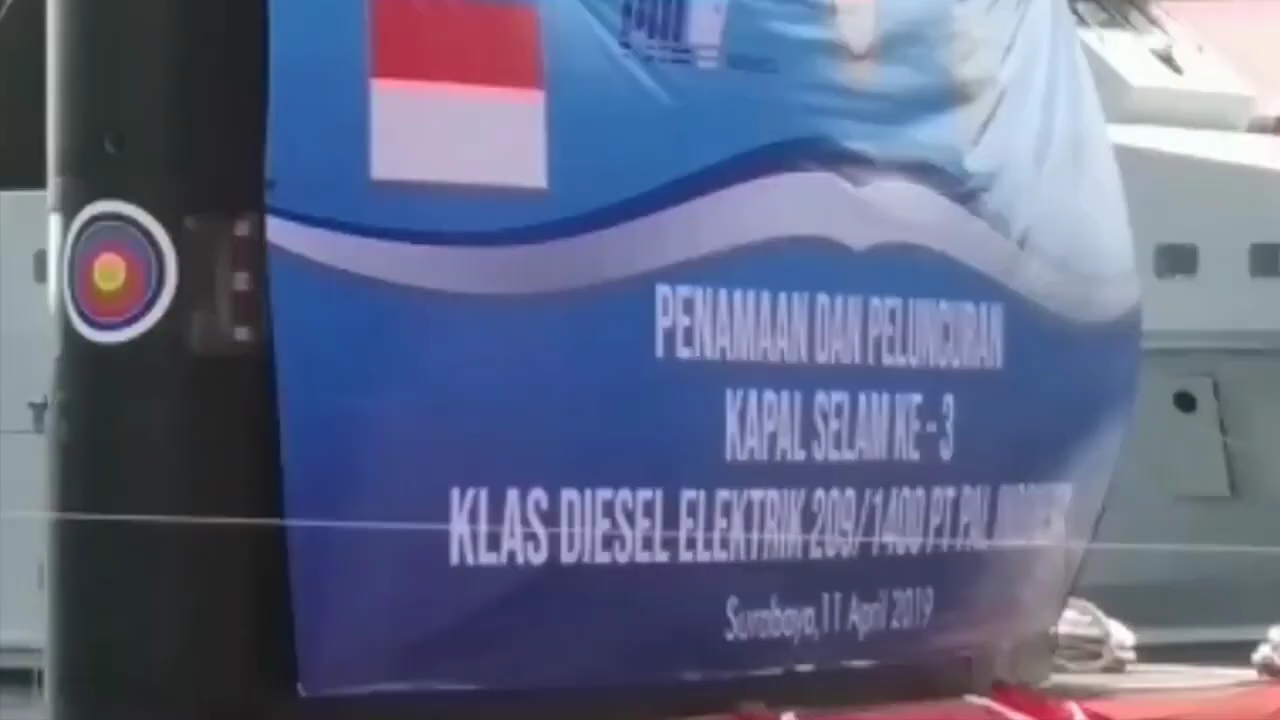 PENAMAAN DAN PELUNCURAN
KAPAL SELAM KE - 3
KLAS DIESEL ELEKTRIK 209/1400 PT PAL
Surabaya, 11 April 2019